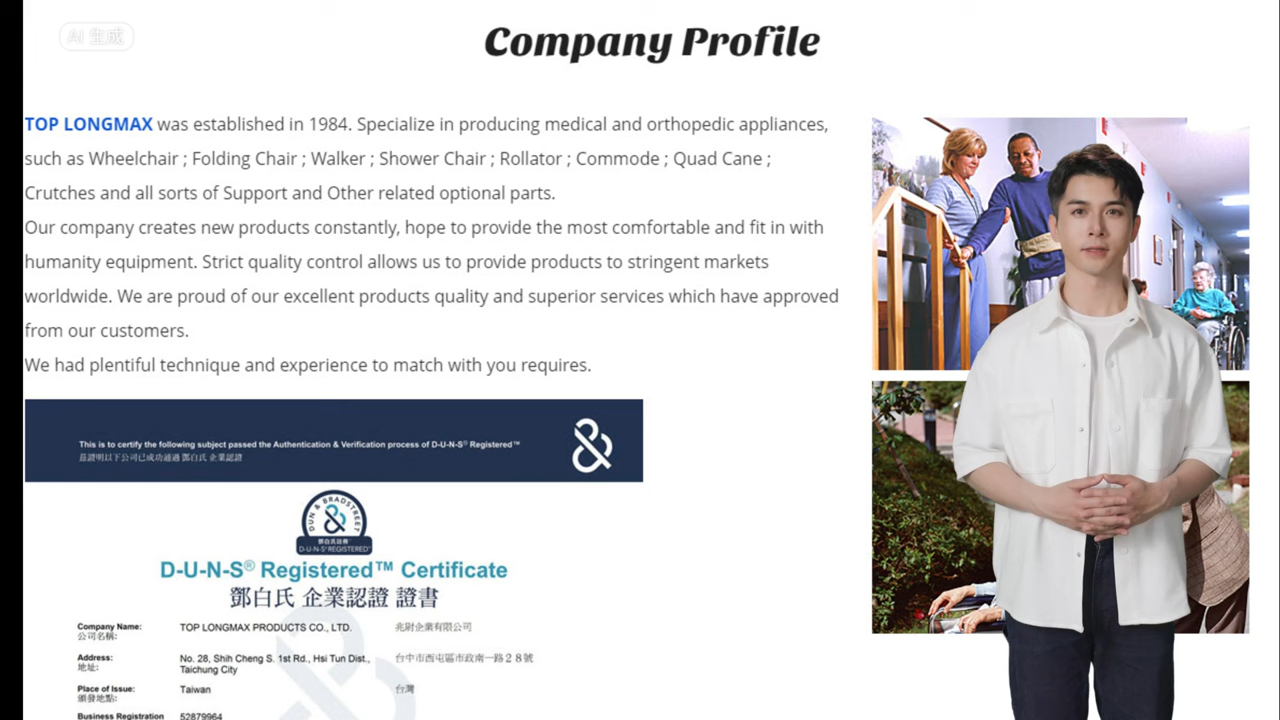 AI 生成
Company Profile
TOP LONGMAX was established in 1984. Specialize in producing medical and orthopedic appliances,
such as Wheelchair ; Folding Chair ; Walker ; Shower Chair ; Rollator ; Commode ; Quad Cane ;
Crutches and all sorts of Support and Other related optional parts.
Our company creates new products constantly, hope to provide the most comfortable and fit in with
humanity equipment. Strict quality control allows us to provide products to stringent markets
worldwide. We are proud of our excellent products quality and superior services which have approved
from our customers.
We had plentiful technique and experience to match with you requires.
This is to certify the following subject passed the Authentication & Verification process of D-U-N-S® Registered™
茲證明以下公司已成功通過 鄧白氏 企業認證
DUN & BRADSTREET
鄧白氏註冊™
D-U-N-S REGISTERED™
D-U-N-S® Registered™ Certificate
鄧白氏 企業認證 證書
Company Name: TOP LONGMAX PRODUCTS CO., LTD. 兆尉企業有限公司
公司名稱:
Address: No. 28, Shih Cheng S. 1st Rd., Hsi Tun Dist., 台中市西屯區市政南一路２８號
地址: Taichung City
Place of Issue: Taiwan 台灣
頒發地點:
Business Registration 52879964